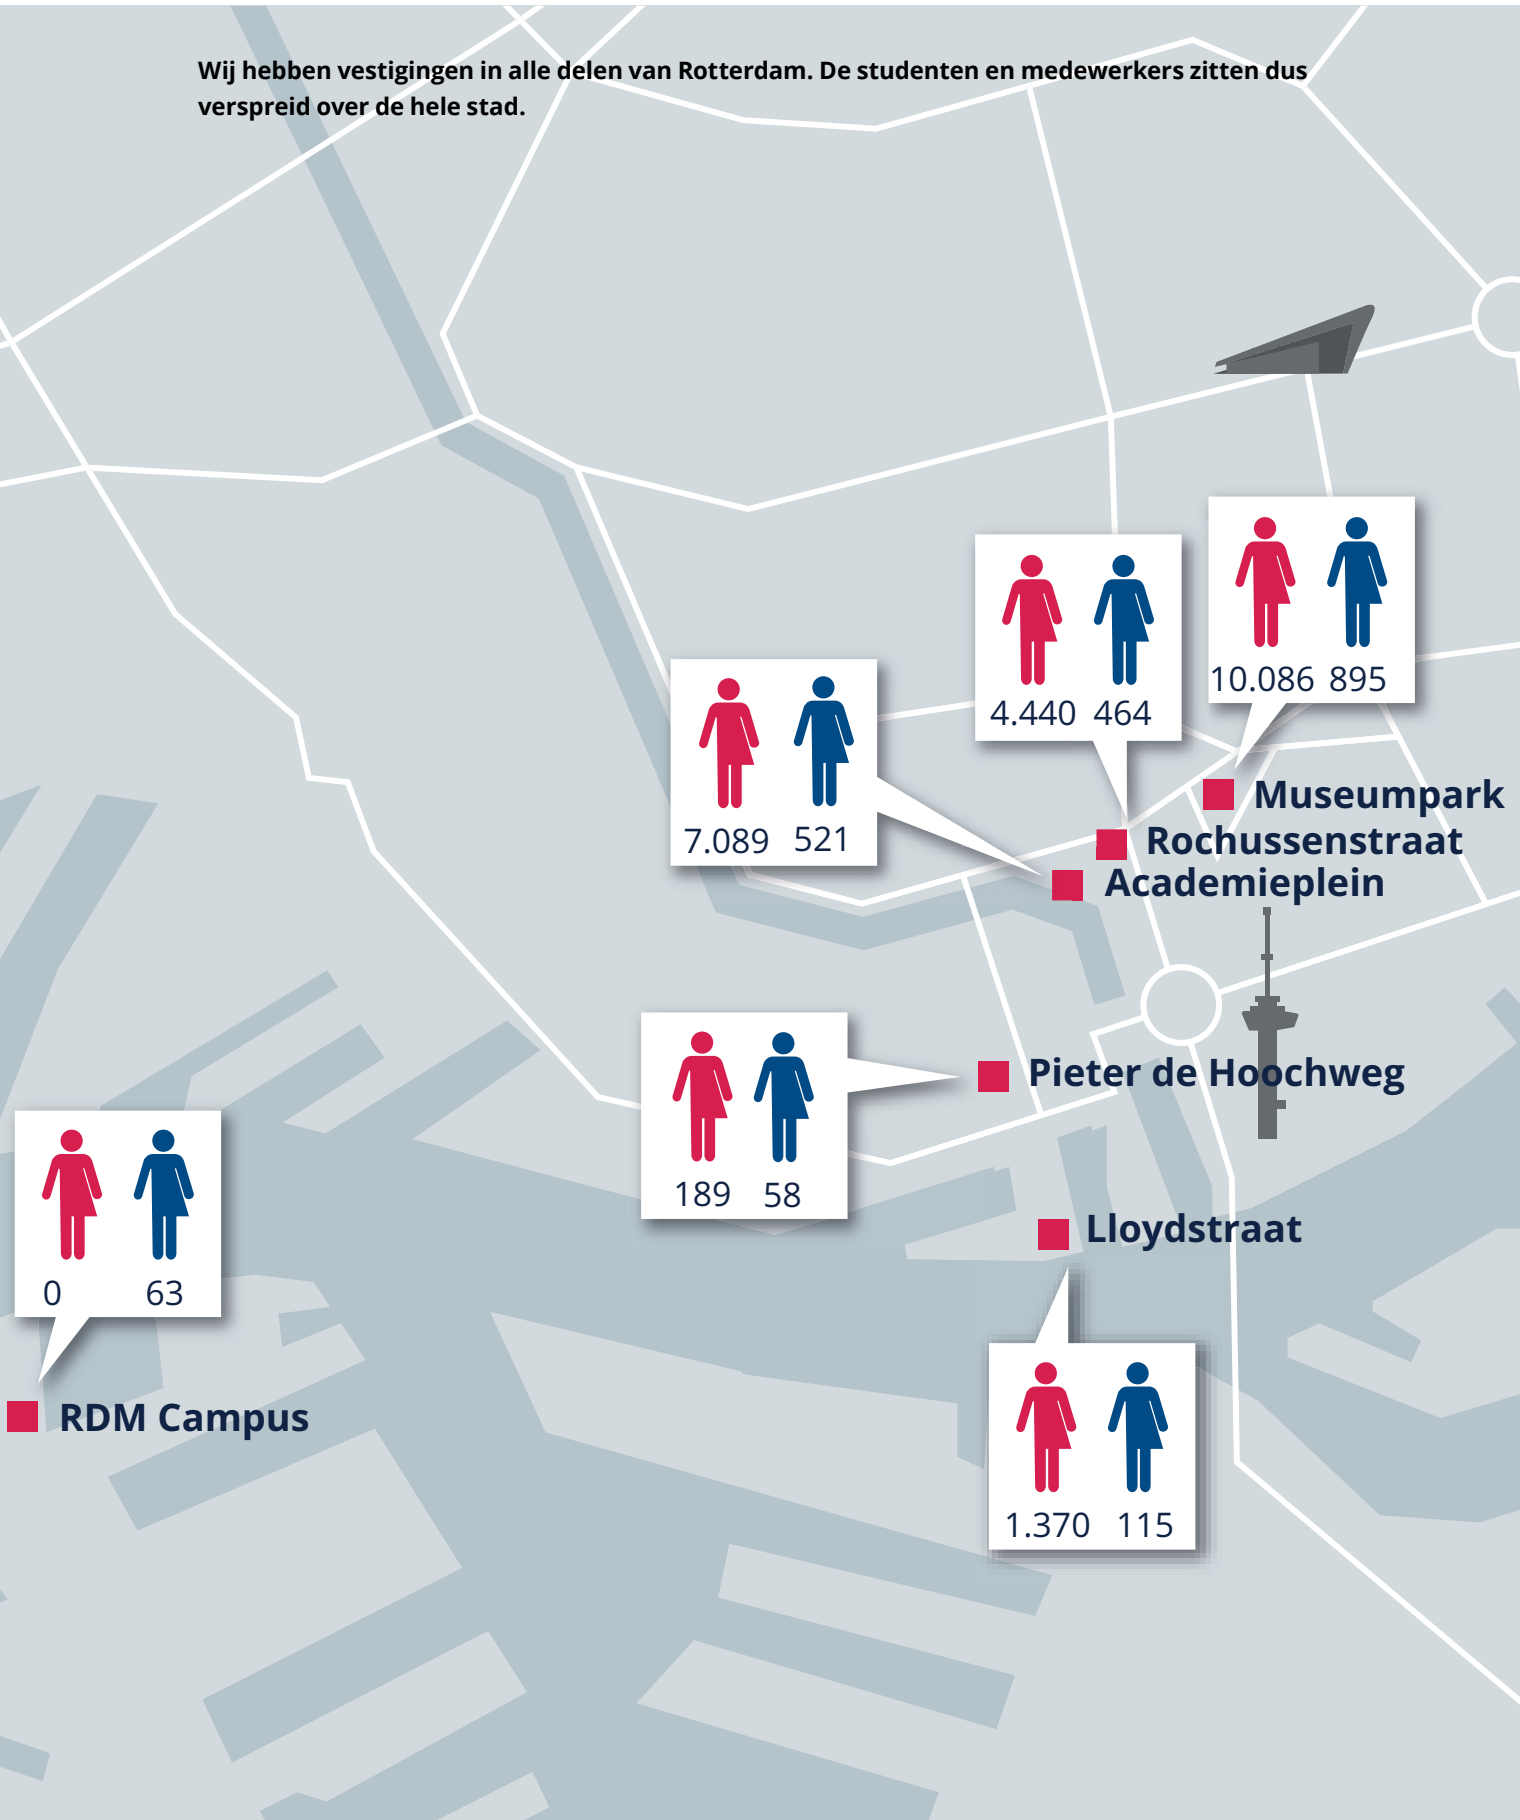 Wij hebben vestigingen in alle delen van Rotterdam. De studenten en medewerkers zitten dus
verspreid over de hele stad.
10.086 895
4.440 464
Museumpark
7.089 521
Rochussenstraat
Academieplein
Pieter de Hoochweg
189 58
Lloydstraat
0 63
RDM Campus
1.370 115